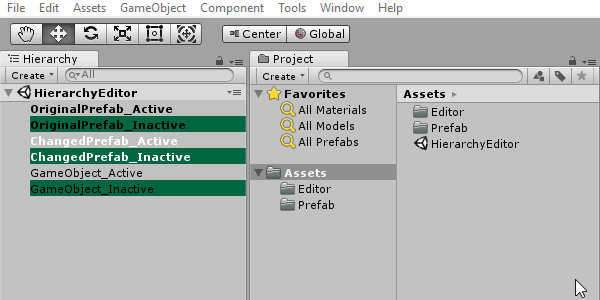 File Edit Assets GameObject Component Tools Window Help
Center Global
Hierarchy
Create All
HierarchyEditor
OriginalPrefab_Active
OriginalPrefab_Inactive
ChangedPrefab_Active
ChangedPrefab_Inactive
GameObject_Active
GameObject_Inactive
Project
Create
Favorites
All Materials
All Models
All Prefabs
Assets
Editor
Prefab
Assets
Editor
Prefab
HierarchyEditor